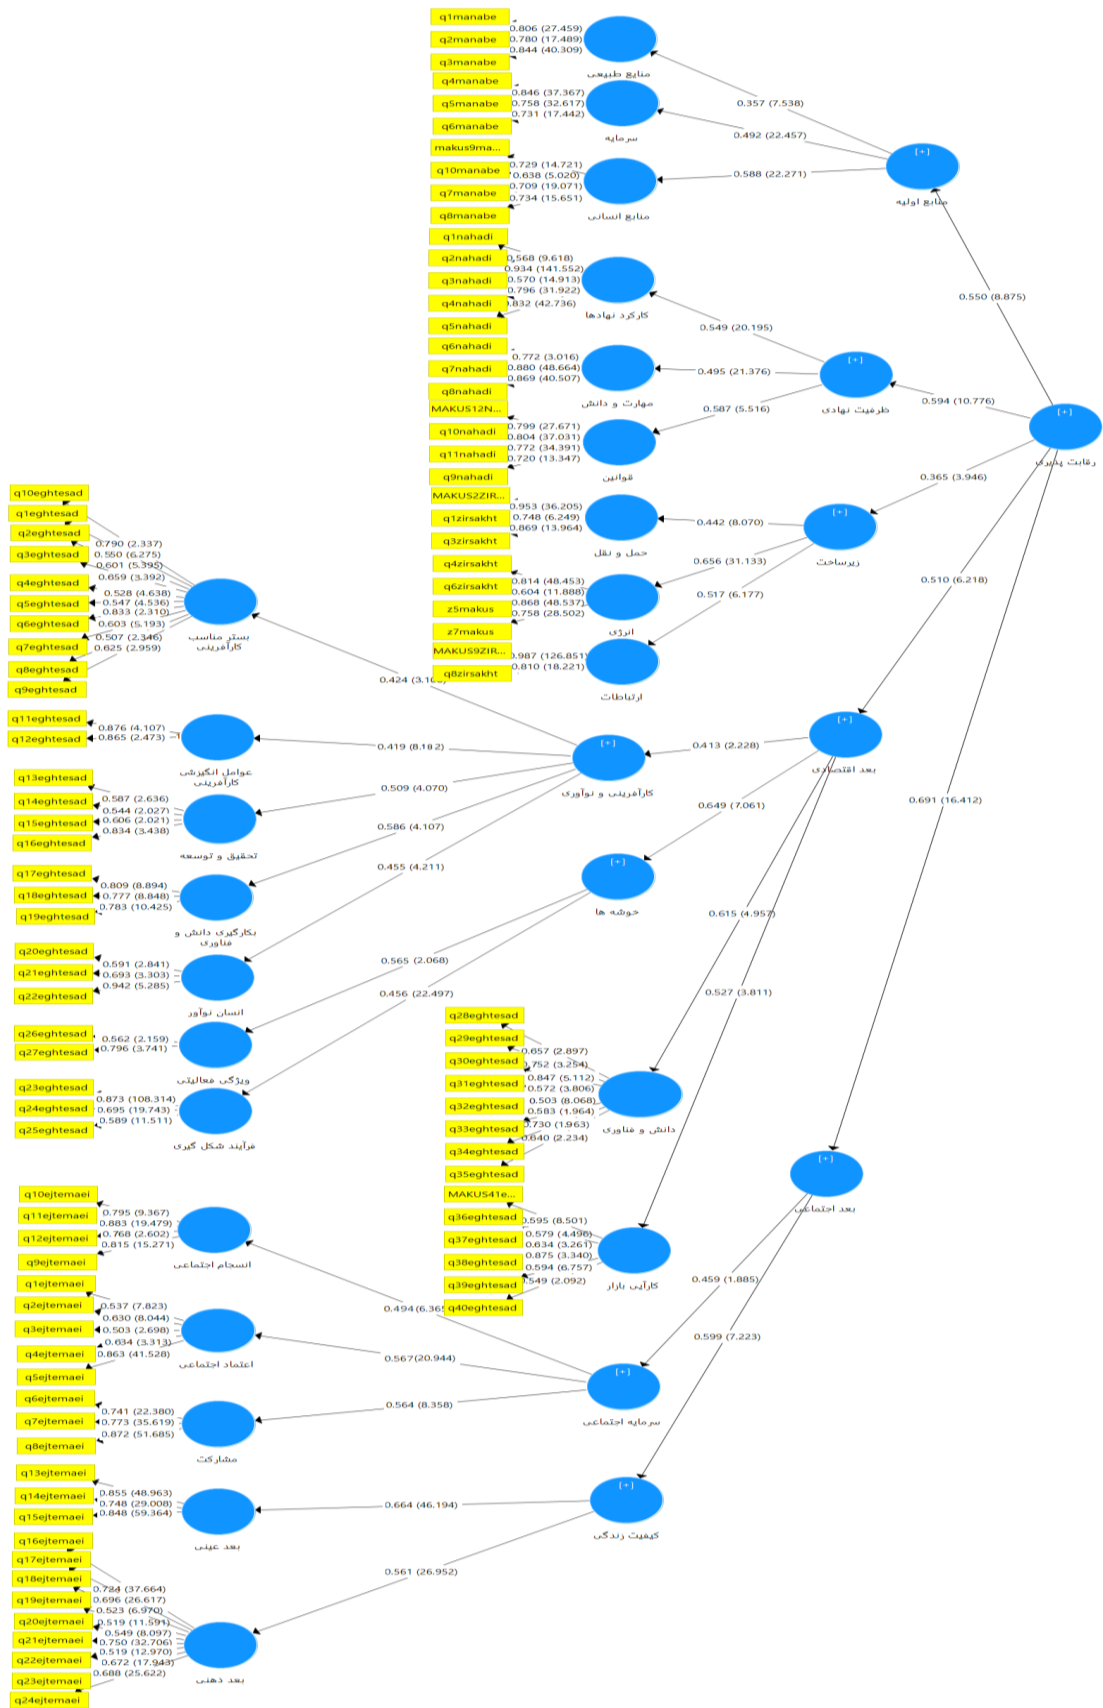 q1manabe
q2manabe
q3manabe
0.806 (27.459)
0.780 (17.489)
0.844 (40.309)
منابع طبیعی
q4manabe
q5manabe
q6manabe
0.846 (37.367)
0.758 (32.617)
0.731 (17.442)
سرمایه
makus9ma...
q10manabe
q7manabe
q8manabe
0.729 (14.721)
0.638 (5.020)
0.709 (19.071)
0.734 (15.651)
منابع انسانی
0.357 (7.538)
0.492 (22.457)
0.588 (22.271)
[+]
منابع اولیه
q1nahadi
q2nahadi
q3nahadi
q4nahadi
q5nahadi
0.568 (9.618)
0.934 (141.552)
0.570 (14.913)
0.796 (31.922)
0.832 (42.736)
کارکرد نهادها
q6nahadi
q7nahadi
q8nahadi
0.772 (3.016)
0.880 (48.664)
0.869 (40.507)
مهارت و دانش
MAKUS12N...
q10nahadi
q11nahadi
q9nahadi
0.799 (27.671)
0.804 (37.031)
0.772 (34.391)
0.720 (13.347)
قوانین
0.549 (20.195)
0.495 (21.376)
0.587 (5.516)
[+]
ظرفیت نهادی
0.550 (8.875)
0.594 (10.776)
0.365 (3.946)
0.510 (6.218)
0.691 (16.412)
[+]
رقابت پذیری
MAKUS2ZIR...
q1zirsakht
q3zirsakht
0.953 (36.205)
0.748 (6.249)
0.869 (13.964)
حمل و نقل
q4zirsakht
q6zirsakht
z5makus
z7makus
0.814 (48.453)
0.604 (11.888)
0.868 (48.537)
0.758 (28.502)
انرژی
MAKUS9ZIR...
q8zirsakht
0.987 (126.851)
0.810 (18.221)
ارتباطات
0.442 (8.070)
0.656 (31.133)
0.517 (6.177)
[+]
زیرساخت
q10eghtesad
q1eghtesad
q2eghtesad
q3eghtesad
q4eghtesad
q5eghtesad
q6eghtesad
q7eghtesad
q8eghtesad
q9eghtesad
0.790 (2.337)
0.550 (6.275)
0.601 (5.395)
0.659 (3.392)
0.528 (4.638)
0.547 (4.536)
0.833 (2.310)
0.603 (5.193)
0.507 (2.346)
0.625 (2.959)
بستر مناسب
کارآفرینی
q11eghtesad
q12eghtesad
0.876 (4.107)
0.865 (2.473)
عوامل انگیزشی
کارآفرینی
q13eghtesad
q14eghtesad
q15eghtesad
q16eghtesad
0.587 (2.636)
0.544 (2.027)
0.606 (2.021)
0.834 (3.438)
تحقیق و توسعه
q17eghtesad
q18eghtesad
q19eghtesad
0.809 (8.894)
0.777 (8.848)
0.783 (10.425)
بکارگیری دانش و
فناوری
q20eghtesad
q21eghtesad
q22eghtesad
0.591 (2.841)
0.693 (3.303)
0.942 (5.285)
انسان نوآور
0.419 (8.182)
0.509 (4.070)
0.586 (4.107)
0.455 (4.211)
[+]
کارآفرینی و نوآوری
0.413 (2.228)
0.649 (7.061)
0.615 (4.957)
0.527 (3.811)
[+]
بعد اقتصادی
q26eghtesad
q27eghtesad
0.562 (2.159)
0.796 (3.741)
ویژگی فعالیتی
q23eghtesad
q24eghtesad
q25eghtesad
0.873 (108.314)
0.695 (19.743)
0.589 (11.511)
فرآیند شکل گیری
0.565 (2.068)
0.456 (22.497)
[+]
خوشه ها
q28eghtesad
q29eghtesad
q30eghtesad
q31eghtesad
q32eghtesad
q33eghtesad
q34eghtesad
q35eghtesad
0.657 (2.897)
0.752 (3.254)
0.847 (5.112)
0.572 (3.806)
0.503 (8.068)
0.583 (1.964)
0.730 (1.963)
0.640 (2.234)
دانش و فناوری
MAKUS41e...
q36eghtesad
q37eghtesad
q38eghtesad
q39eghtesad
q40eghtesad
0.595 (8.501)
0.579 (4.496)
0.634 (3.261)
0.875 (3.340)
0.594 (6.757)
0.549 (2.092)
کارآیی بازار
q10ejtemaei
q11ejtemaei
q12ejtemaei
q9ejtemaei
0.795 (9.367)
0.883 (19.479)
0.768 (2.602)
0.815 (15.271)
انسجام اجتماعی
q1ejtemaei
q2ejtemaei
q3ejtemaei
q4ejtemaei
q5ejtemaei
0.537 (7.823)
0.630 (8.044)
0.503 (2.698)
0.634 (3.313)
0.863 (41.528)
اعتماد اجتماعی
q6ejtemaei
q7ejtemaei
q8ejtemaei
0.741 (22.380)
0.773 (35.619)
0.872 (51.685)
مشارکت
0.567(20.944)
0.564 (8.358)
[+]
سرمایه اجتماعی
0.459 (1.885)
0.599 (7.223)
[+]
بعد اجتماعی
q13ejtemaei
q14ejtemaei
q15ejtemaei
0.855 (48.963)
0.748 (29.008)
0.848 (59.364)
بعد عینی
q16ejtemaei
q17ejtemaei
q18ejtemaei
q19ejtemaei
q20ejtemaei
q21ejtemaei
q22ejtemaei
q23ejtemaei
q24ejtemaei
0.724 (37.664)
0.696 (26.617)
0.523 (6.970)
0.519 (11.591)
0.549 (8.097)
0.750 (32.706)
0.519 (12.970)
0.672 (17.943)
0.688 (25.622)
بعد ذهنی
0.664 (46.194)
0.561 (26.952)
[+]
کیفیت زندگی